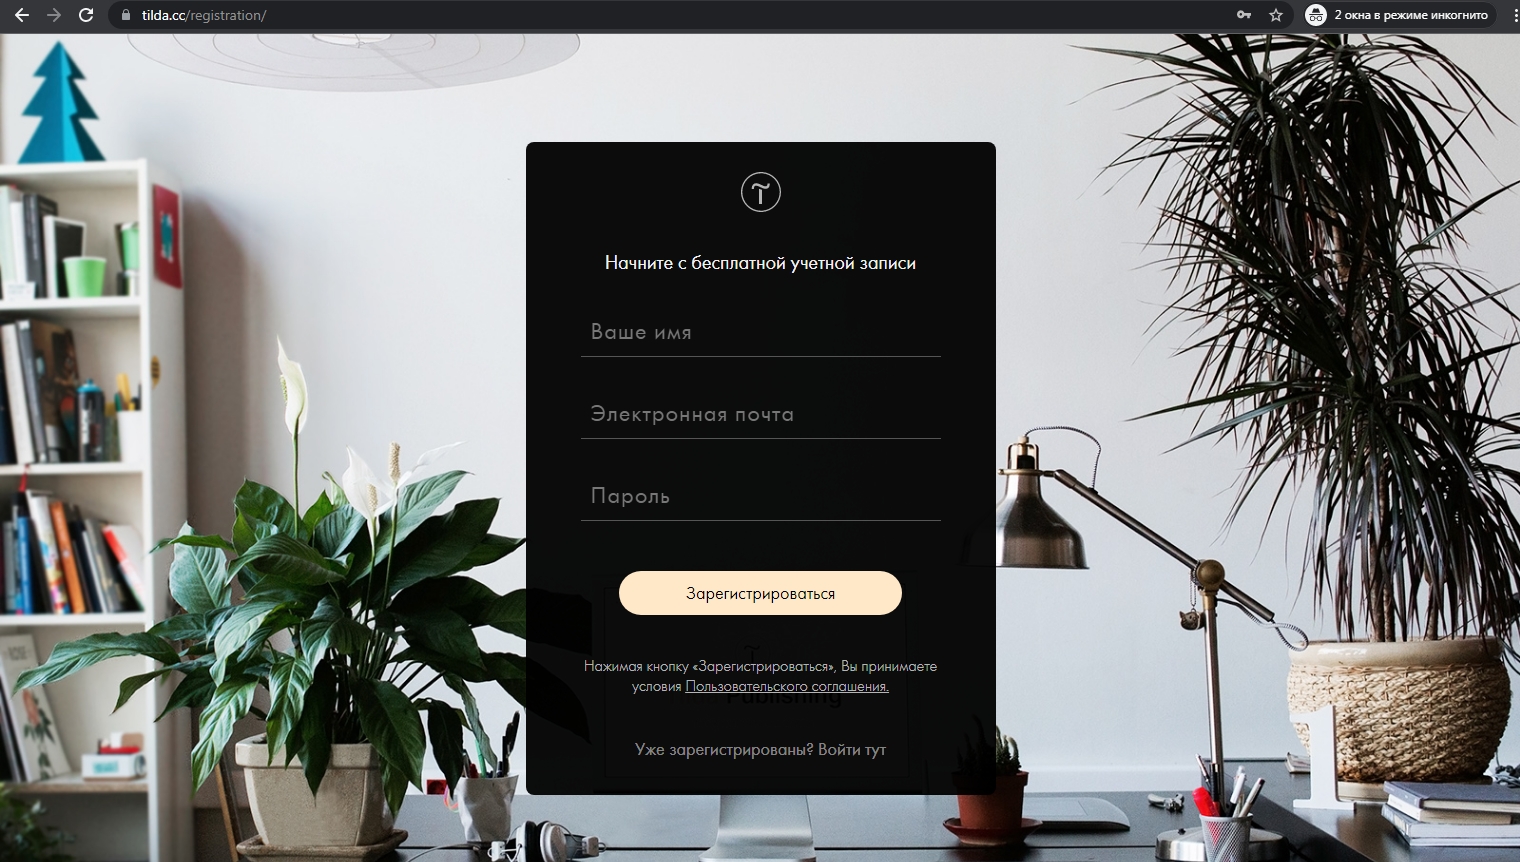 tilda.cc/registration/
2 окна в режиме инкогнито
Начните с бесплатной учетной записи
Ваше имя
Электронная почта
Пароль
Зарегистрироваться
Нажимая кнопку «Зарегистрироваться», Вы принимаете
условия Пользовательского соглашения.
Publishing
Уже зарегистрированы? Войти тут